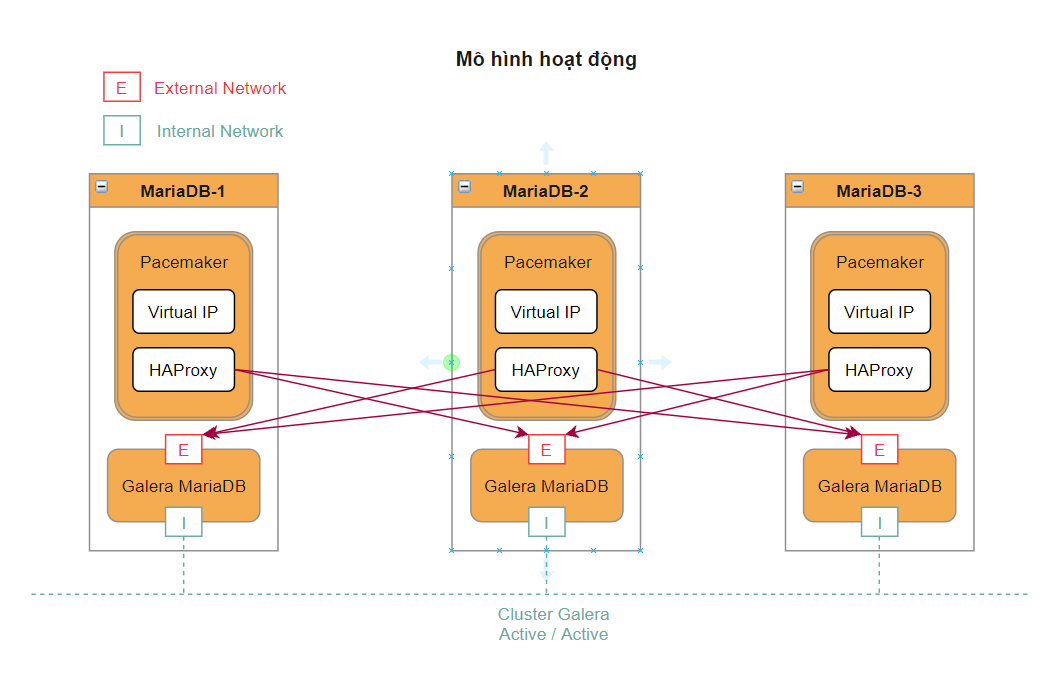 Mô hình hoạt động
E
External Network
I
Internal Network
MariaDB-1
MariaDB-2
MariaDB-3
Pacemaker
Pacemaker
Pacemaker
Virtual IP
Virtual IP
Virtual IP
HAProxy
HAProxy
HAProxy
E
E
E
Galera MariaDB
Galera MariaDB
Galera MariaDB
I
I
I
Cluster Galera
Active / Active